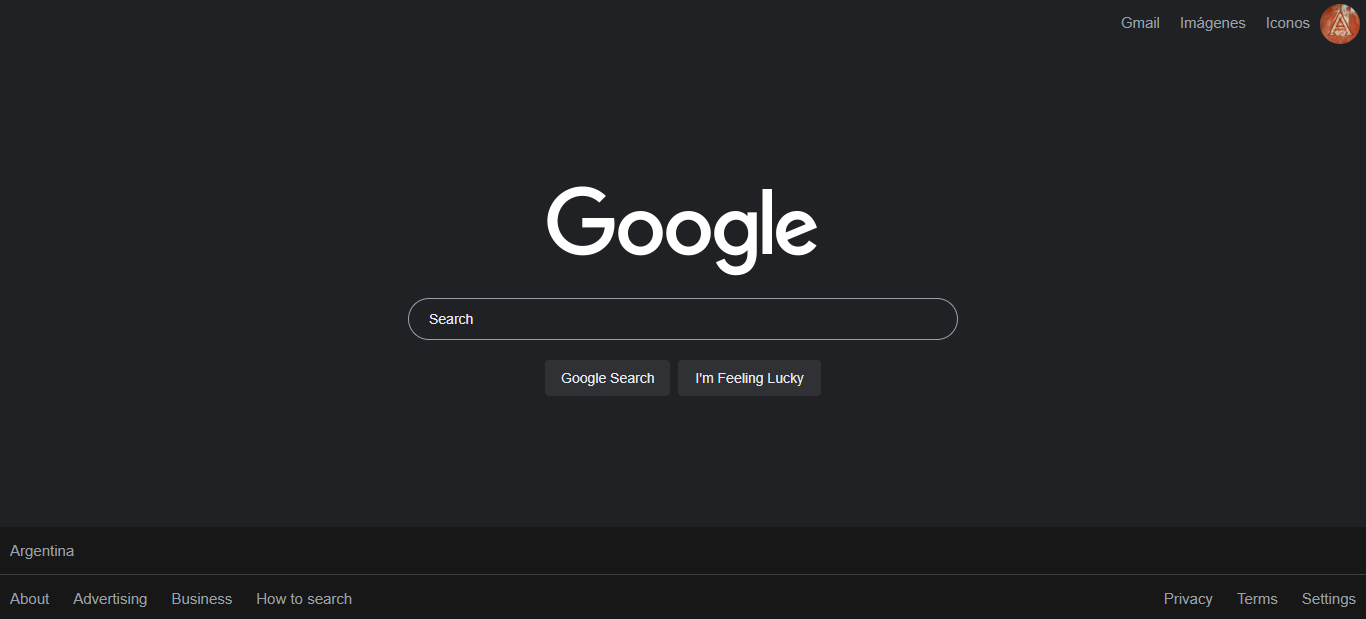 Gmail Imágenes Iconos
Google
Search
Google Search I'm Feeling Lucky
Argentina
About Advertising Business How to search Privacy Terms Settings